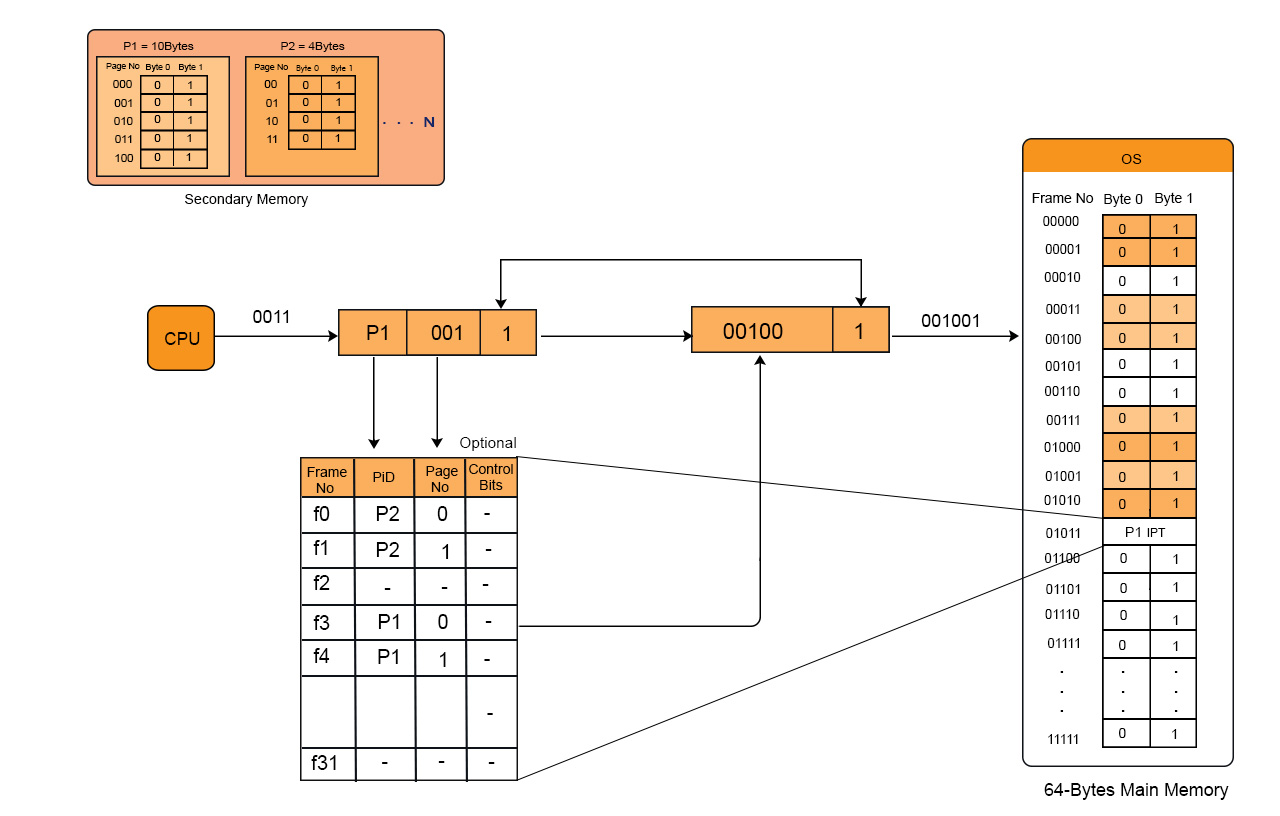 P1 = 10Bytes P2 = 4Bytes
Page No Byte 0 Byte 1 Page No Byte 0 Byte 1
000 0 1 00 0 1
001 0 1 01 0 1
010 0 1 10 0 1
011 0 1 11 0 1
100 0 1
. . . N
Secondary Memory
CPU
0011
P1 001 1
00100 1
001001
Optional
Frame No PiD Page No Control Bits
f0 P2 0 -
f1 P2 1 -
f2 - - -
f3 P1 0 -
f4 P1 1 -
-
f31 - - -
OS
Frame No Byte 0 Byte 1
00000 0 1
00001 0 1
00010 0 1
00011 0 1
00100 0 1
00101 0 1
00110 0 1
00111 0 1
01000 0 1
01001 0 1
01010 0 1
01011 P1 IPT
01100 0 1
01101 0 1
01110 0 1
01111 0 1
. . .
. . .
. . .
11111 0 1
64-Bytes Main Memory